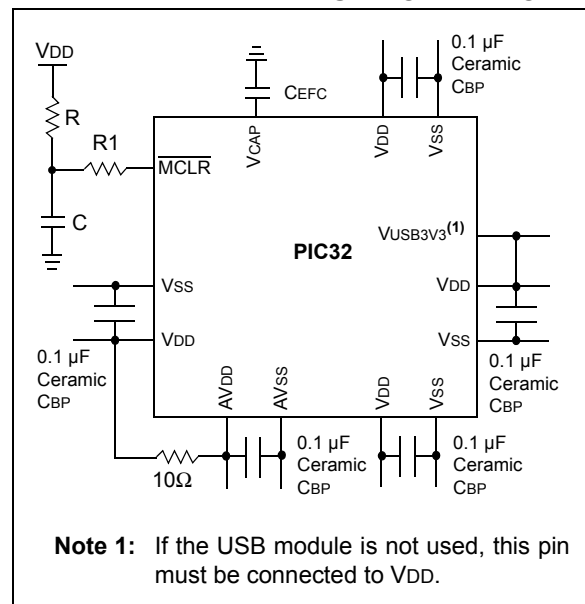 VDD
R
R1
C
CEFC
0.1 µF
Ceramic
CBP
MCLR
VCAP
VDD
VSS
VUSB3V3(1)
PIC32
VSS
VDD
VDD
VSS
0.1 µF
Ceramic
CBP
0.1 µF
Ceramic
CBP
AVDD
AVSS
VDD
VSS
10Ω
0.1 µF
Ceramic
CBP
0.1 µF
Ceramic
CBP
Note 1: If the USB module is not used, this pin
must be connected to VDD.